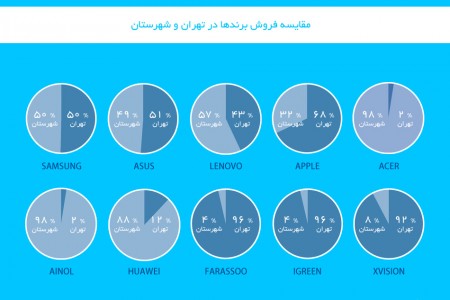 مقایسه فروش برندها در تهران و شهرستان
۵۰ % ۵۰ %
شهرستان تهران
SAMSUNG
۴۹ % ۵۱ %
شهرستان تهران
ASUS
۵۷ % ۴۳ %
شهرستان تهران
LENOVO
۳۲ % ۶۸ %
شهرستان تهران
APPLE
۹۸ % ۲ %
شهرستان تهران
ACER
۹۸ % ۲ %
شهرستان تهران
AINOL
۸۸ % ۱۲ %
شهرستان تهران
HUAWEI
۴ % ۹۶ %
شهرستان تهران
FARASSOO
۴ % ۹۶ %
شهرستان تهران
IGREEN
۸ % ۹۲ %
شهرستان تهران
XVISION